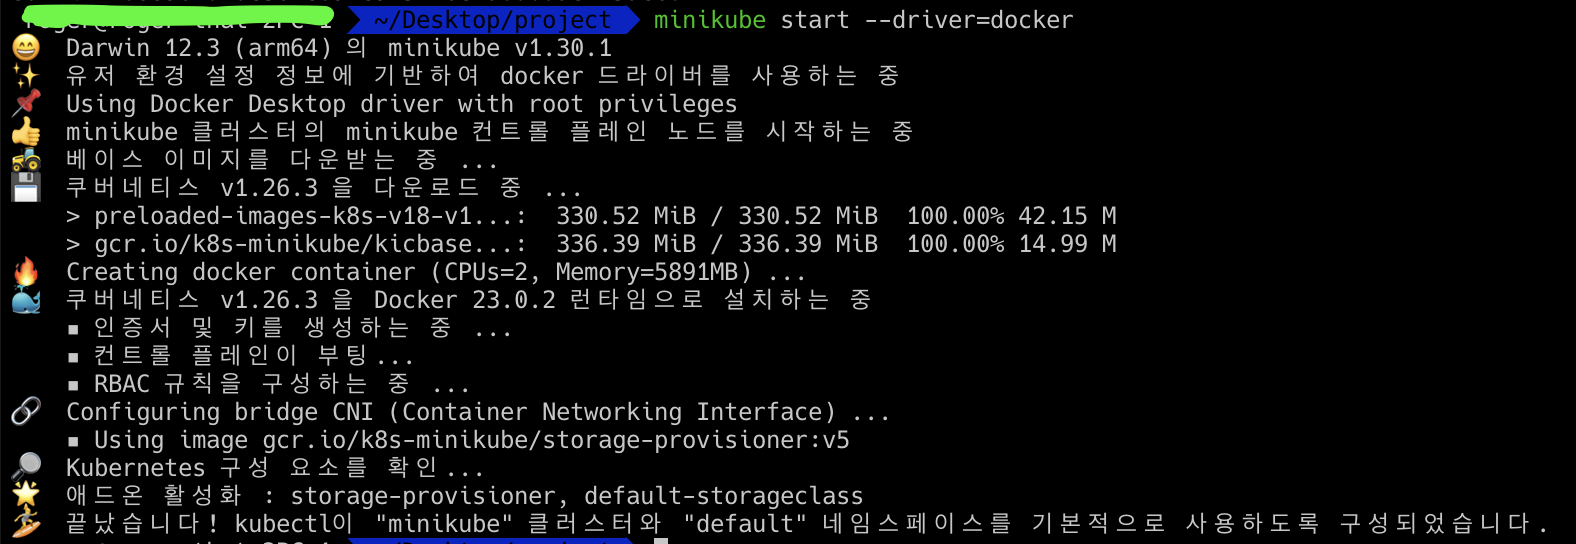 ~/Desktop/project minikube start --driver=docker
Darwin 12.3 (arm64) 의 minikube v1.30.1
유저 환경 설정 정보에 기반하여 docker 드라이버를 사용하는 중
Using Docker Desktop driver with root privileges
minikube 클러스터의 minikube 컨트롤 플레인 노드를 시작하는 중
베이스 이미지를 다운받는 중 ...
쿠버네티스 v1.26.3 을 다운로드 중 ...
> preloaded-images-k8s-v18-v1...:  330.52 MiB / 330.52 MiB  100.00% 42.15 M
> gcr.io/k8s-minikube/kicbase...:  336.39 MiB / 336.39 MiB  100.00% 14.99 M
Creating docker container (CPUs=2, Memory=5891MB) ...
쿠버네티스 v1.26.3 을 Docker 23.0.2 런타임으로 설치하는 중
▪ 인증서 및 키를 생성하는 중 ...
▪ 컨트롤 플레인이 부팅...
▪ RBAC 규칙을 구성하는 중 ...
Configuring bridge CNI (Container Networking Interface) ...
▪ Using image gcr.io/k8s-minikube/storage-provisioner:v5
Kubernetes 구성 요소를 확인...
애드온 활성화 : storage-provisioner, default-storageclass
끝났습니다! kubectl이 "minikube" 클러스터와 "default" 네임스페이스를 기본적으로 사용하도록 구성되었습니다.